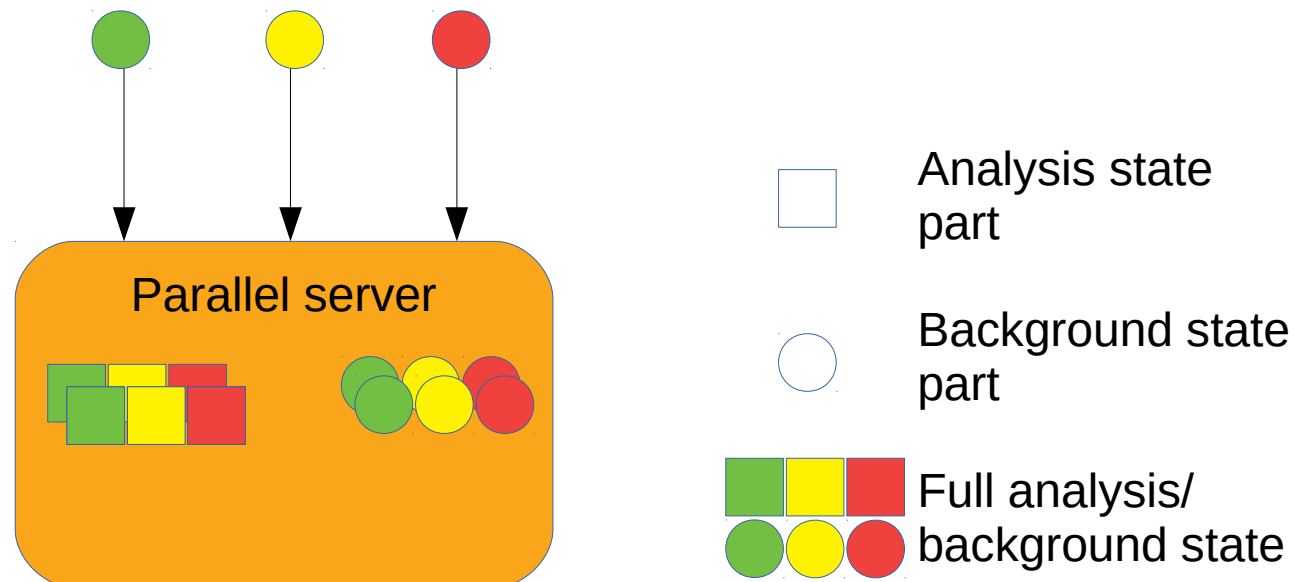 Parallel server
Analysis state
part
Background state
part
Full analysis/
background state